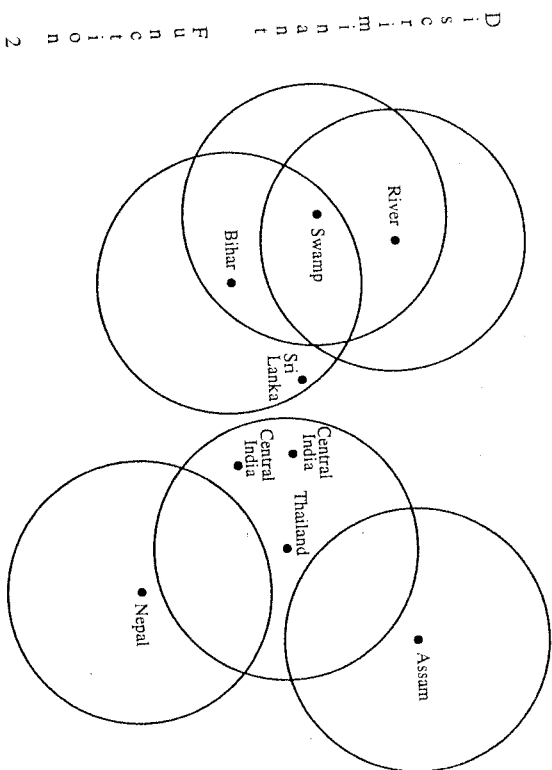 Discriminant Function 2
Assam
River
Swamp
Central
India
Thailand
Sri
Lanka
Central
India
Bihar
Nepal